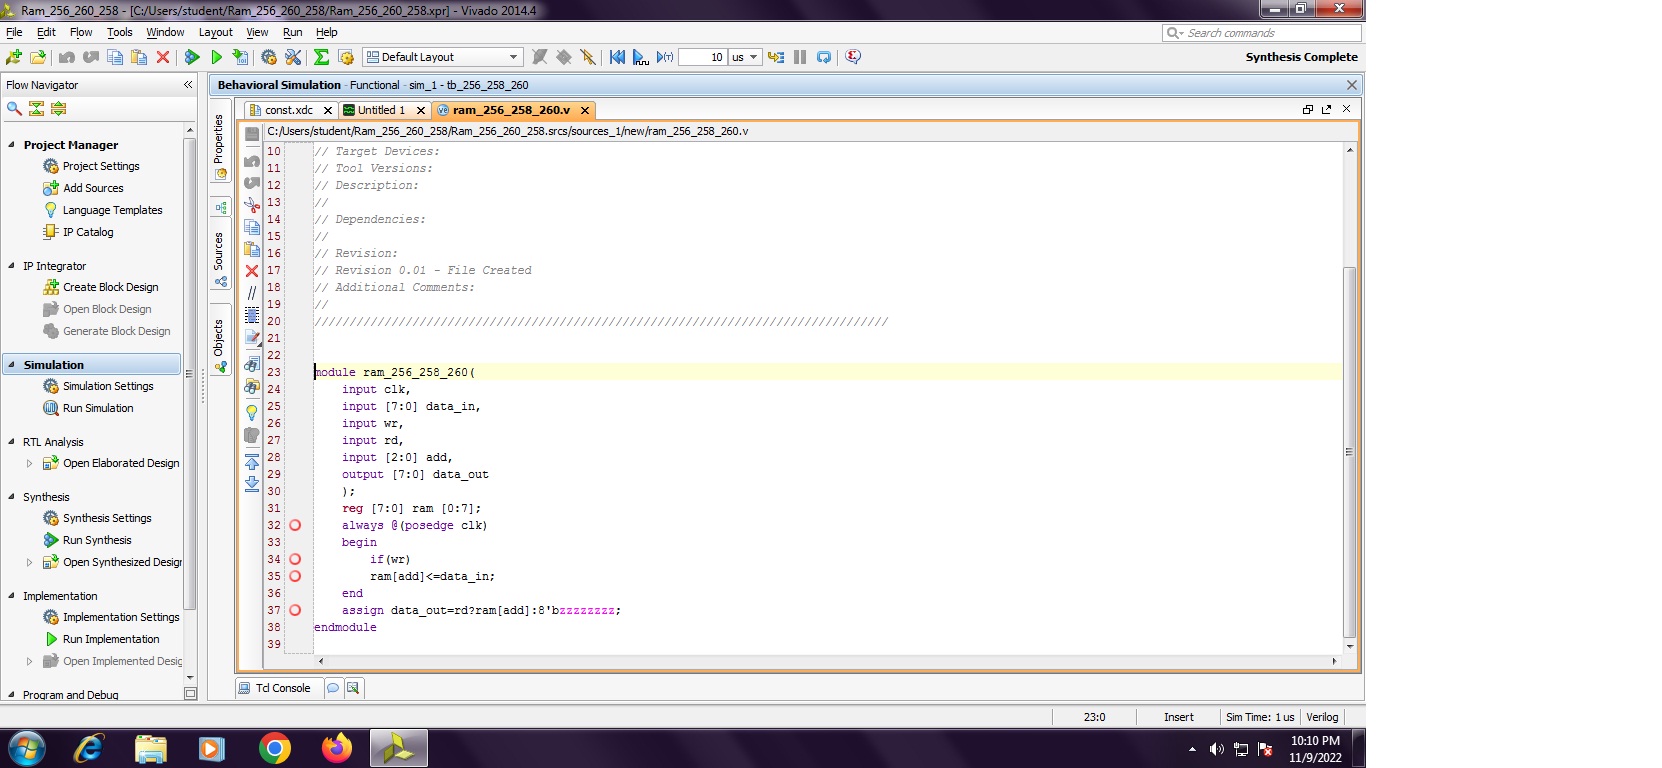 Ram_256_260_258 - [C:/Users/student/Ram_256_260_258/Ram_256_260_258.xpr] - Vivado 2014.4
File Edit Flow Tools Window Layout View Run Help
Search commands
Default Layout
10 us
Synthesis Complete
Flow Navigator
Behavioral Simulation - Functional - sim_1 - tb_256_258_260
const.xdc
Untitled 1
ram_256_258_260.v
C:/Users/student/Ram_256_260_258/Ram_256_260_258.srcs/sources_1/new/ram_256_258_260.v
Project Manager
Project Settings
Add Sources
Language Templates
IP Catalog
IP Integrator
Create Block Design
Open Block Design
Generate Block Design
Simulation
Simulation Settings
Run Simulation
RTL Analysis
Open Elaborated Design
Synthesis
Synthesis Settings
Run Synthesis
Open Synthesized Desigr
Implementation
Implementation Settings
Run Implementation
Open Implemented Desig
Program and Debug
Properties
Sources
Objects
10 // Target Devices:
11 // Tool Versions:
12 // Description:
13 //
14 // Dependencies:
15 //
16 // Revision:
17 // Revision 0.01 - File Created
18 // Additional Comments:
19 //
20 //////////////////////////////////////////////////////////////////////////////////
21
22
23 module ram_256_258_260(
24     input clk,
25     input [7:0] data_in,
26     input wr,
27     input rd,
28     input [2:0] add,
29     output [7:0] data_out
30     );
31     reg [7:0] ram [0:7];
32     always @(posedge clk)
33     begin
34         if(wr)
35         ram[add]<=data_in;
36     end
37     assign data_out=rd?ram[add]:8'bzzzzzzzz;
38 endmodule
39
Tcl Console
23:0
Insert
Sim Time: 1 us
Verilog
10:10 PM
11/9/2022